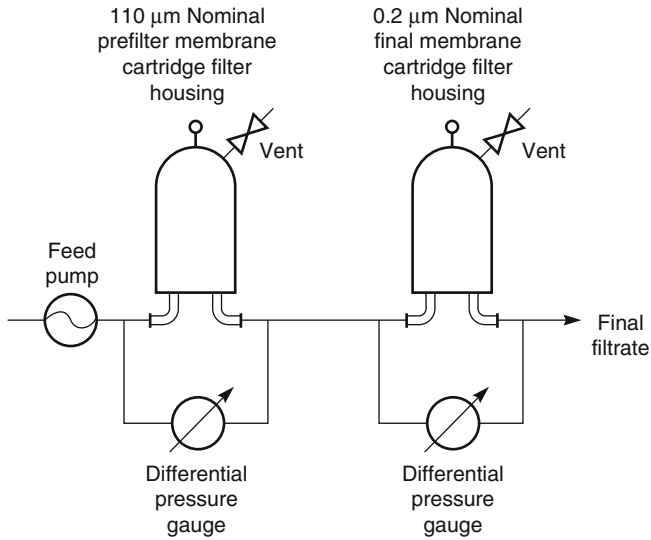 110 μm Nominal
prefilter membrane
cartridge filter
housing
0.2 μm Nominal
final membrane
cartridge filter
housing
Vent
Vent
Feed
pump
Final
filtrate
Differential
pressure
gauge
Differential
pressure
gauge